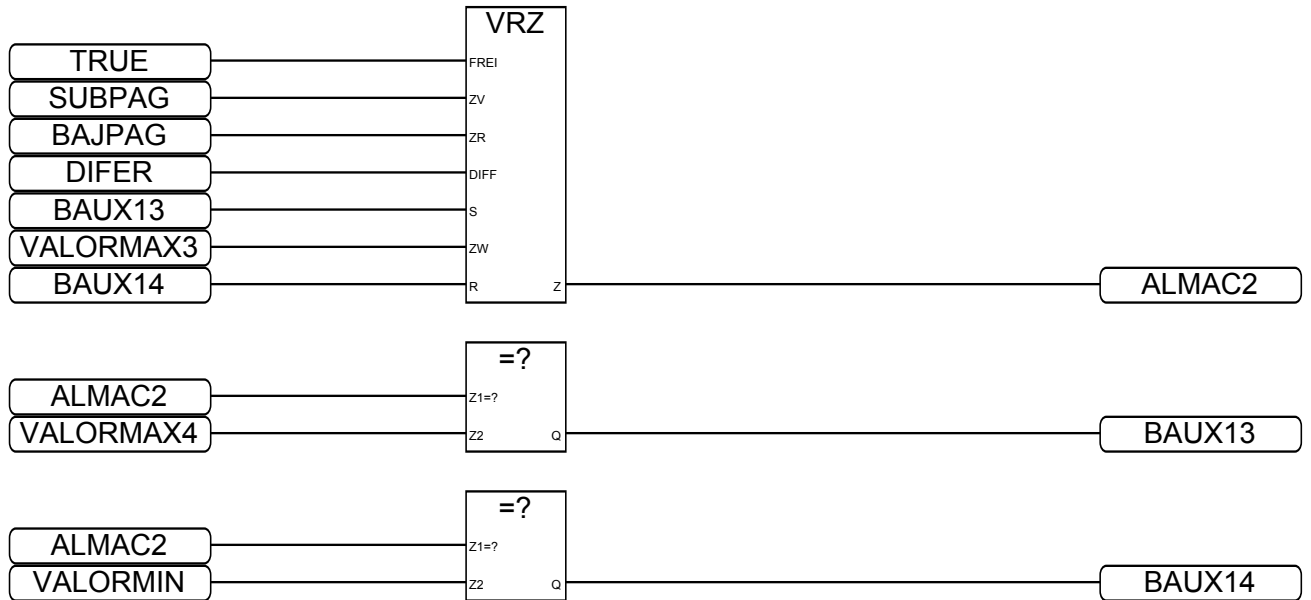 VRZ
TRUE FREI
SUBPAG ZV
BAJPAG ZR
DIFER DIFF
BAUX13 S
VALORMAX3 ZW
BAUX14 R Z ALMAC2
=?
ALMAC2 Z1=?
VALORMAX4 Z2 Q BAUX13
=?
ALMAC2 Z1=?
VALORMIN Z2 Q BAUX14